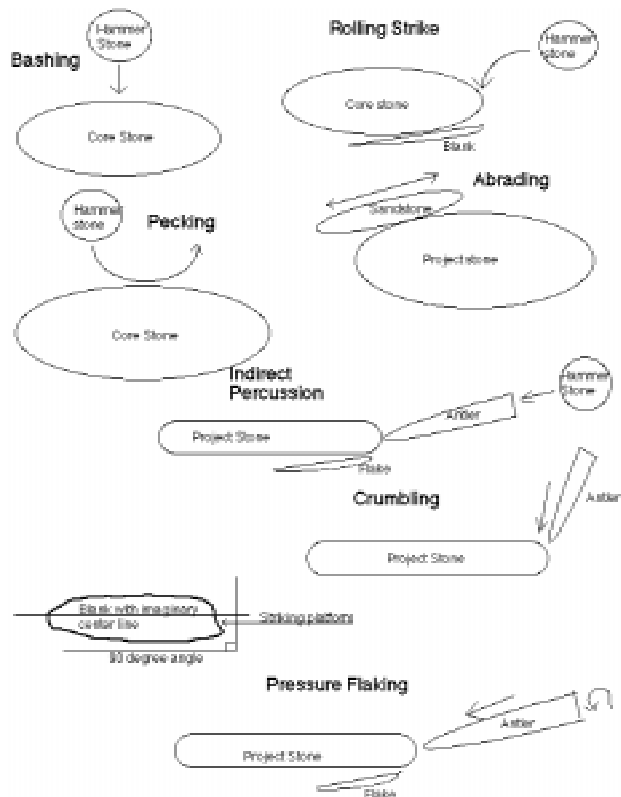 Rolling Strike
Hammer
Stone
Hammer
stone
Bashing
Core stone
Core Stone
Blank
Abrading
Sandstone
Hammer
stone
Pecking
Project stone
Core Stone
Indirect
Percussion
Hammer
Stone
Antler
Project Stone
Flake
Crumbling
Antler
Project Stone
Blank with imaginary
center line
Striking platform
90 degree angle
Pressure Flaking
Antler
Project Stone
Flake